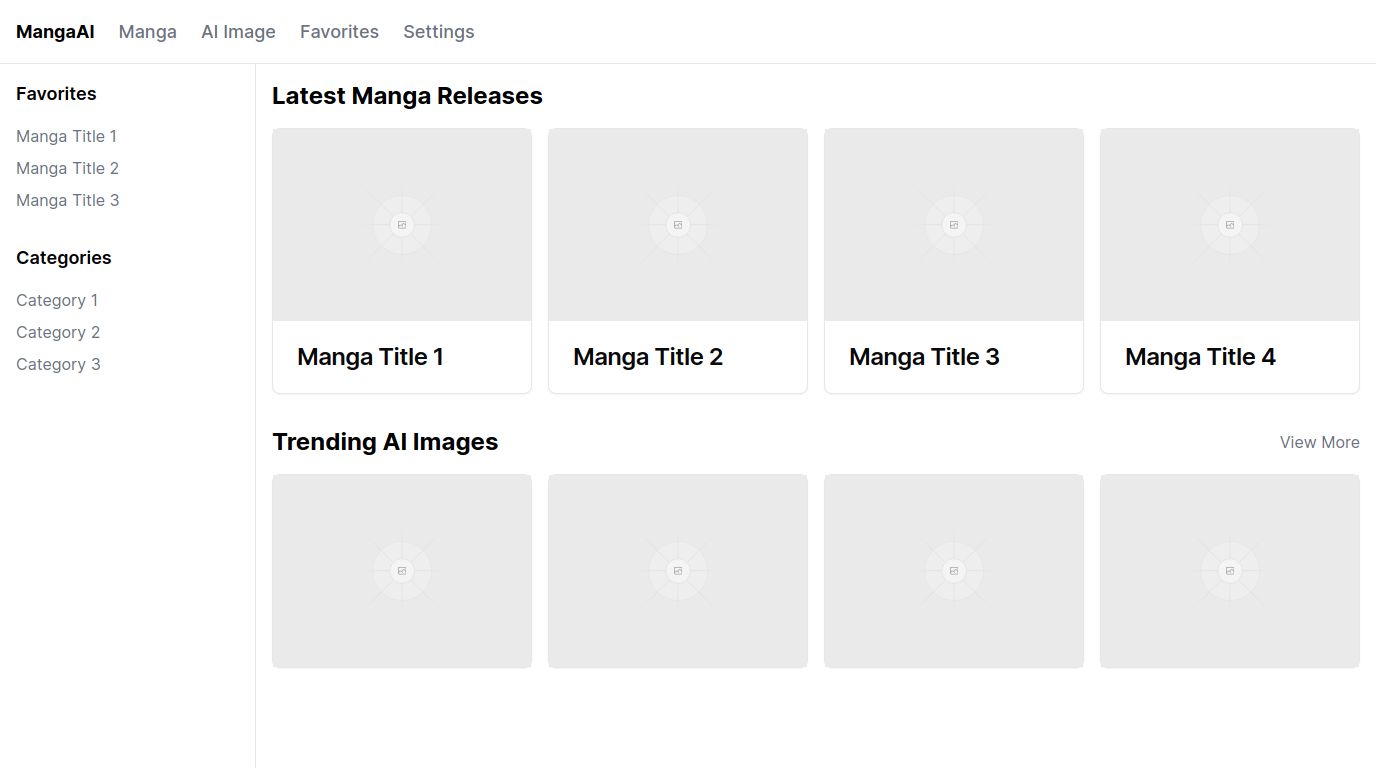 MangaAI Manga AI Image Favorites Settings
Favorites
Manga Title 1
Manga Title 2
Manga Title 3
Categories
Category 1
Category 2
Category 3
Latest Manga Releases
Manga Title 1
Manga Title 2
Manga Title 3
Manga Title 4
Trending AI Images
View More